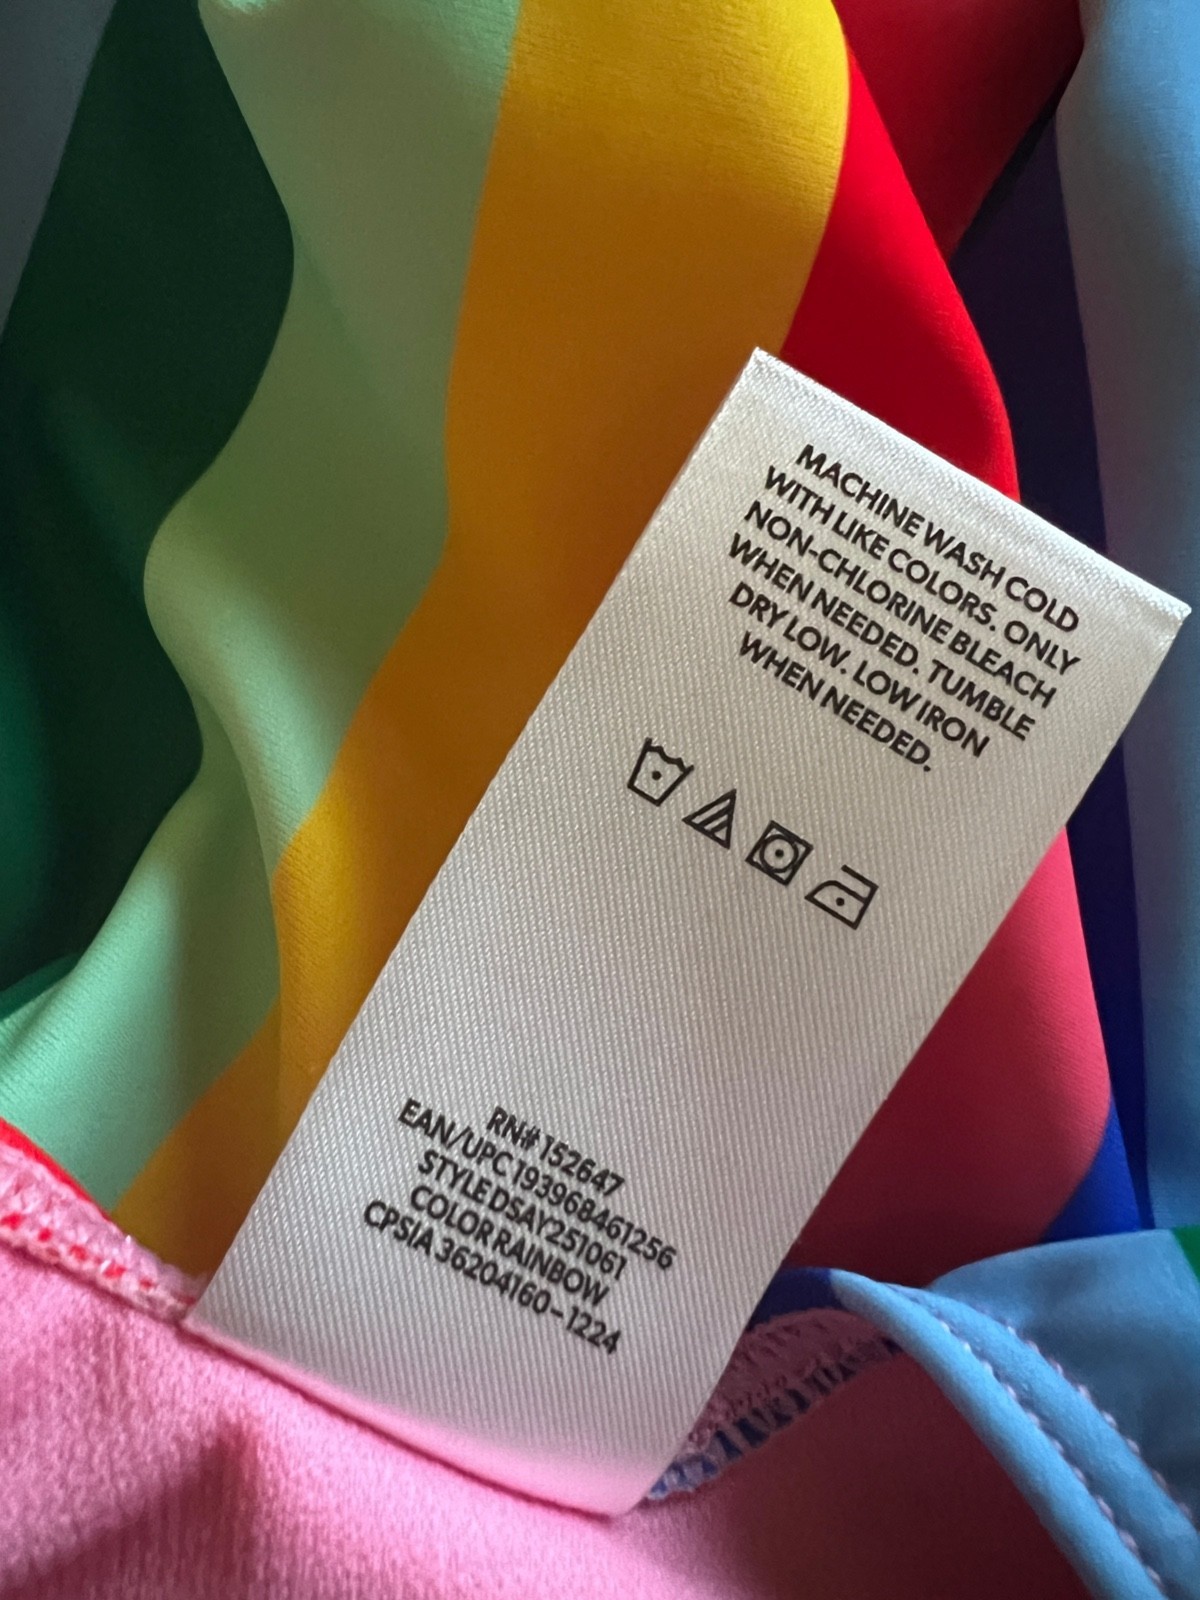 MACHINE WASH COLD
WITH LIKE COLORS. ONLY
NON-CHLORINE BLEACH
WHEN NEEDED. TUMBLE
DRY LOW. LOW IRON
WHEN NEEDED.
RN# 152647
EAN/UPC 193968461256
STYLE DSAY251061
COLOR RAINBOW
CPSIA 36204160-1224